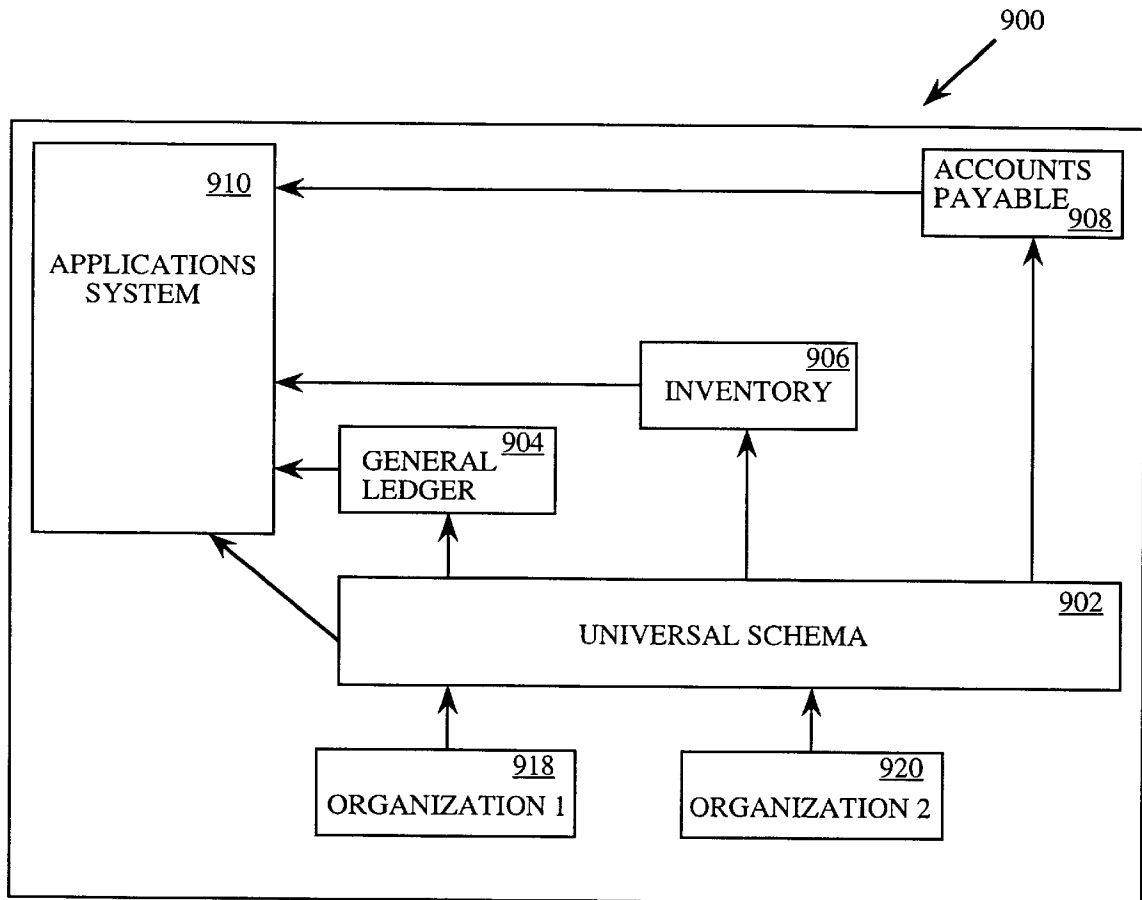 900
910
APPLICATIONS
SYSTEM
ACCOUNTS
PAYABLE
908
906
INVENTORY
904
GENERAL
LEDGER
902
UNIVERSAL SCHEMA
918
ORGANIZATION 1
920
ORGANIZATION 2